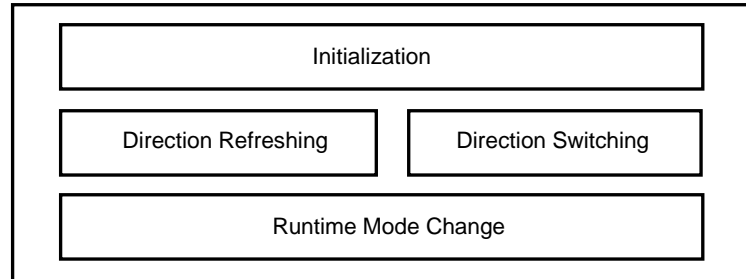 Initialization
Direction Refreshing
Direction Switching
Runtime Mode Change